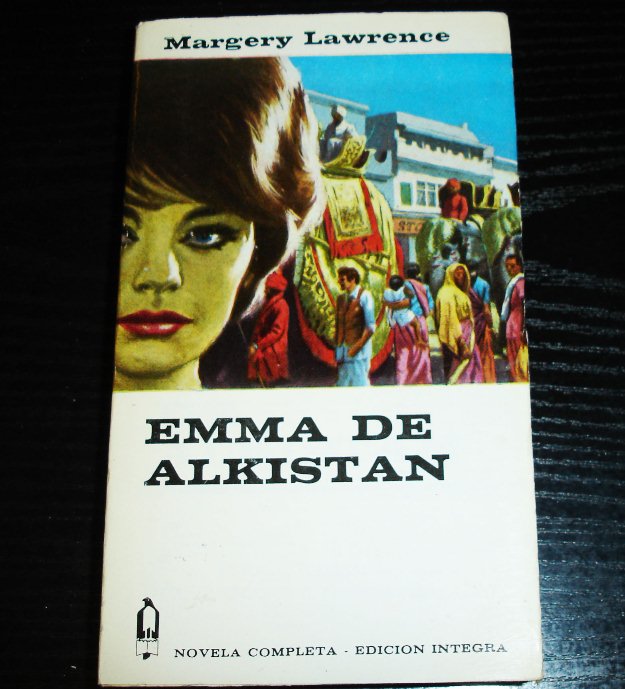 Margery Lawrence
EMMA DE
ALKISTAN
NOVELA COMPLETA - EDICION INTEGRA